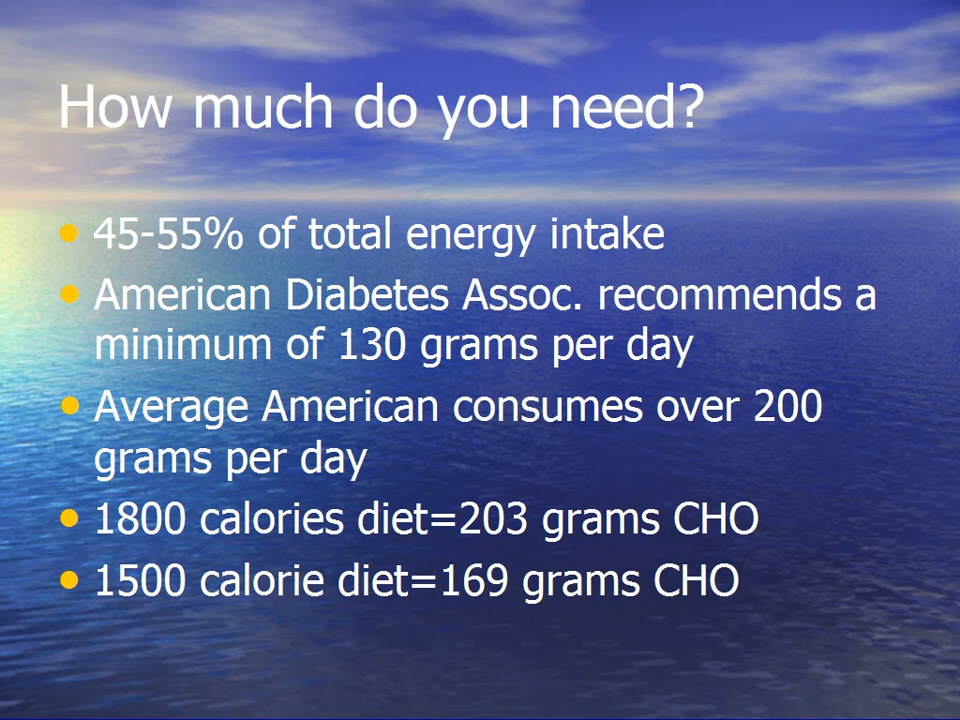 How much do you need?
• 45-55% of total energy intake
• American Diabetes Assoc. recommends a
minimum of 130 grams per day
• Average American consumes over 200
grams per day
• 1800 calories diet=203 grams CHO
• 1500 calorie diet=169 grams CHO